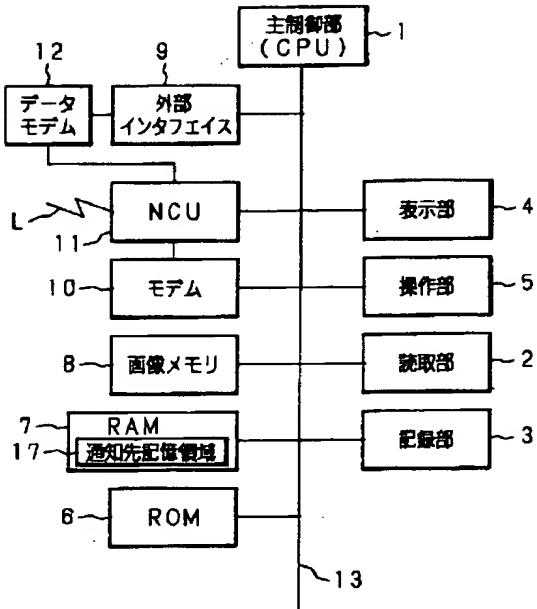 主制御部
(CPU)
1
12
9
データ
モデム
外部
インタフェイス
L
NCU
11
表示部
4
10
モデム
操作部
5
8
画像メモリ
読取部
2
7
RAM
17
通知先記憶領域
記録部
3
6
ROM
13